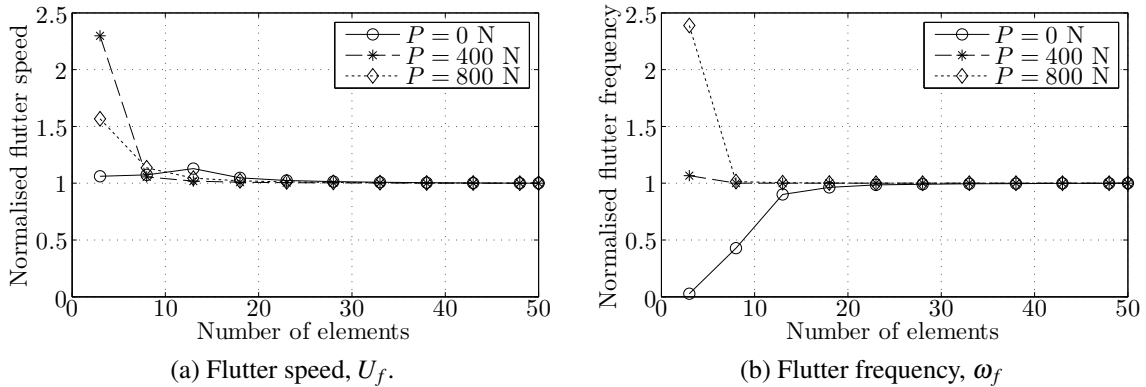 Normalised flutter speed
2.5
2
1.5
1
0.5
0
0 10 20 30 40 50
Number of elements
P = 0 N
P = 400 N
P = 800 N
(a) Flutter speed, U_f.
Normalised flutter frequency
2.5
2
1.5
1
0.5
0
0 10 20 30 40 50
Number of elements
P = 0 N
P = 400 N
P = 800 N
(b) Flutter frequency, ω_f